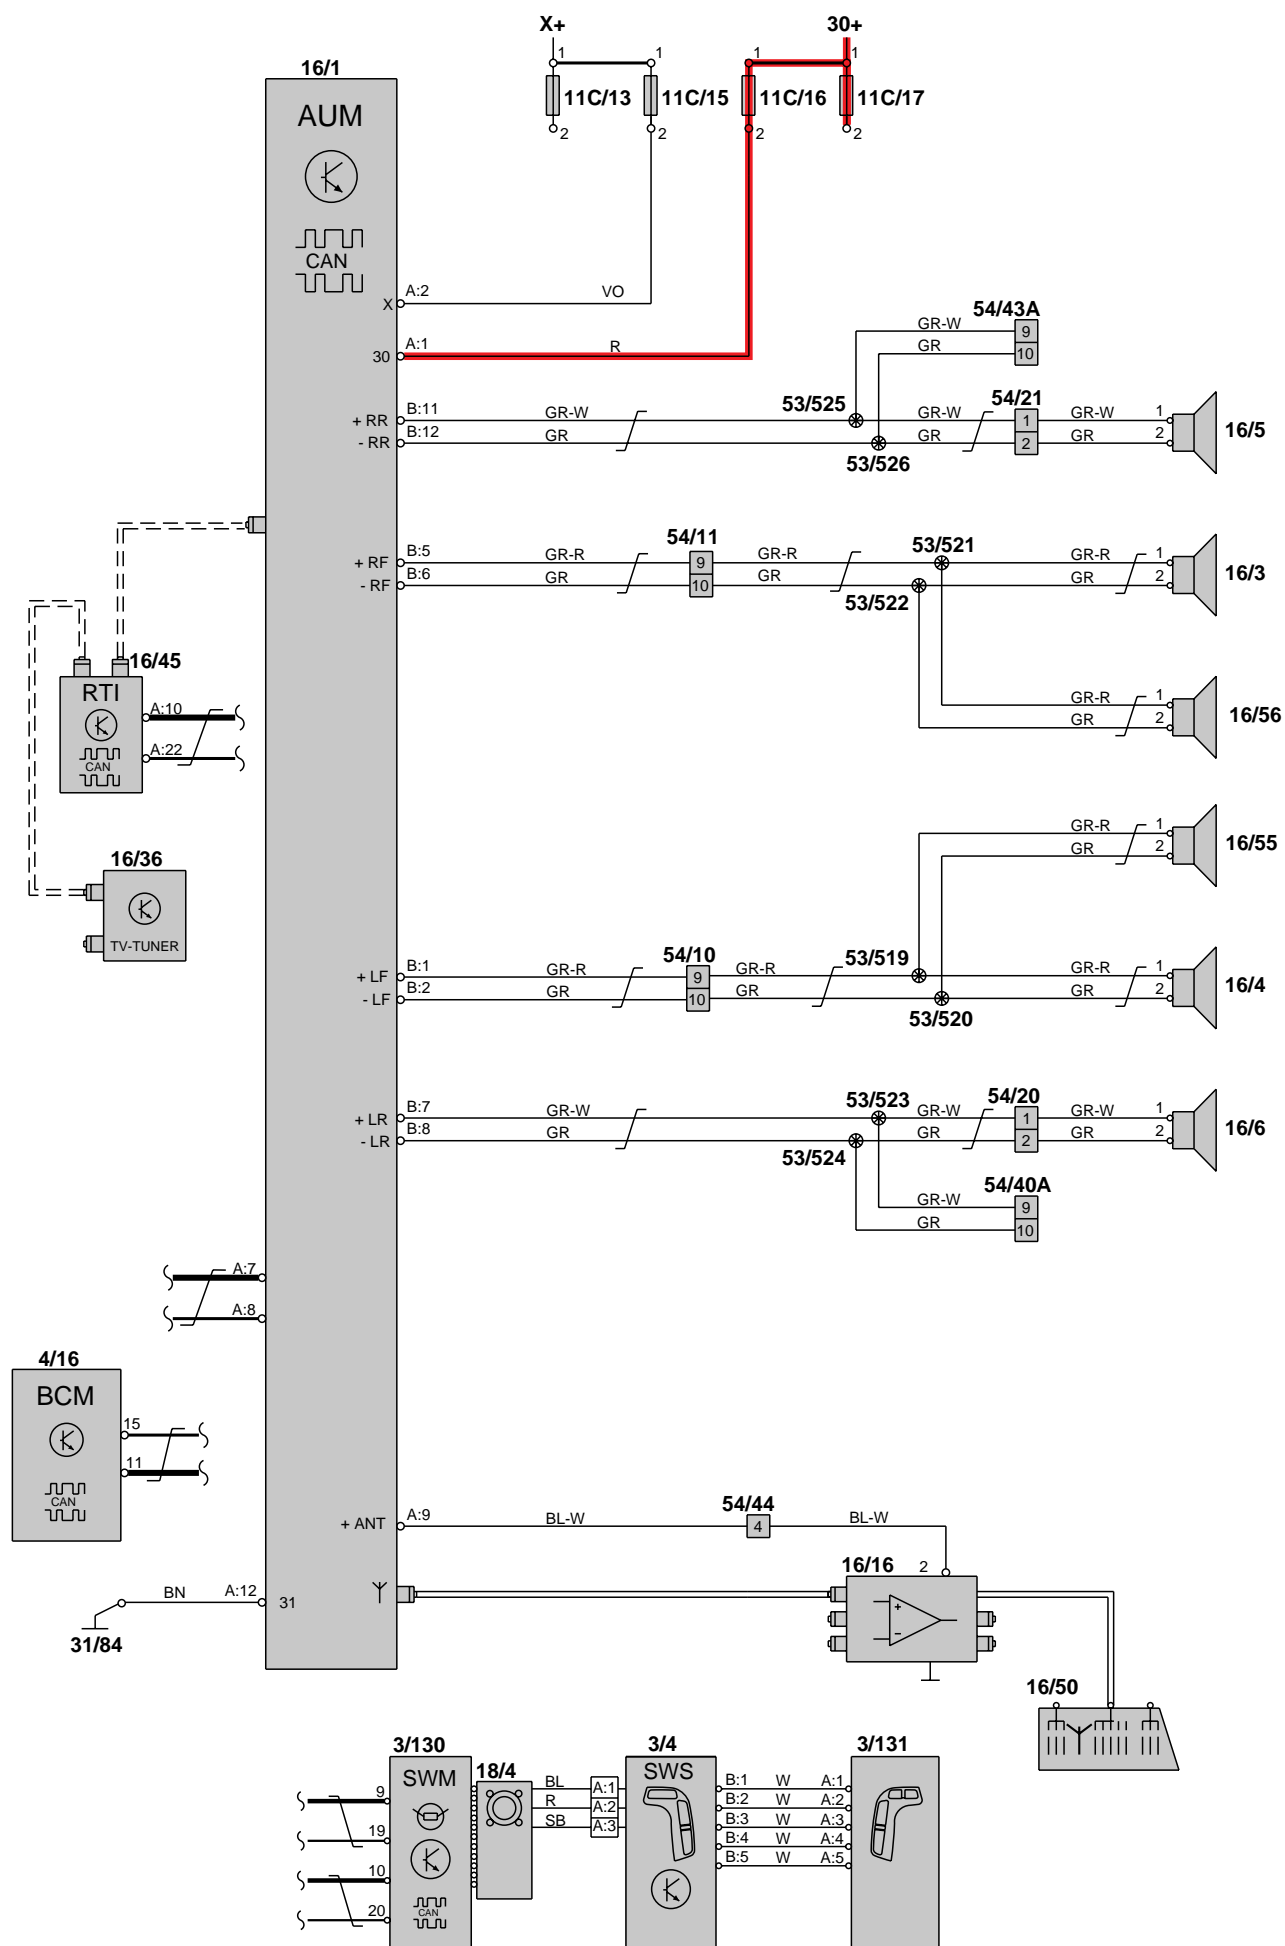 X+ 30+
16/1
1 1 1 1
11C/13 11C/15 11C/16 11C/17
2 2 2 2
AUM
CAN
X A:2 VO
30 A:1 R
54/43A
GR-W 9
GR 10
53/525 54/21
+ RR B:11 GR-W GR-W 1 GR-W 1
- RR B:12 GR GR 2 GR 2
16/5
53/526
54/11 53/521
+ RF B:5 GR-R 9 GR-R GR-R 1
- RF B:6 GR 10 GR GR 2
16/3
53/522
16/45
RTI
A:10
A:22
CAN
GR-R 1
GR 2
16/56
GR-R 1
GR 2
16/55
16/36
TV-TUNER
54/10 53/519
+ LF B:1 GR-R 9 GR-R GR-R 1
- LF B:2 GR 10 GR GR 2
16/4
53/520
53/523 54/20
+ LR B:7 GR-W GR-W 1 GR-W 1
- LR B:8 GR GR 2 GR 2
16/6
53/524
54/40A
GR-W 9
GR 10
A:7
A:8
4/16
BCM
15
11
CAN
54/44
+ ANT A:9 BL-W 4 BL-W
16/16 2
+
-
BN A:12 31
31/84
16/50
3/130 18/4 3/4 3/131
SWM SWS
9 BL A:1 B:1 W A:1
R A:2 B:2 W A:2
19 SB A:3 B:3 W A:3
B:4 W A:4
10 B:5 W A:5
20 CAN